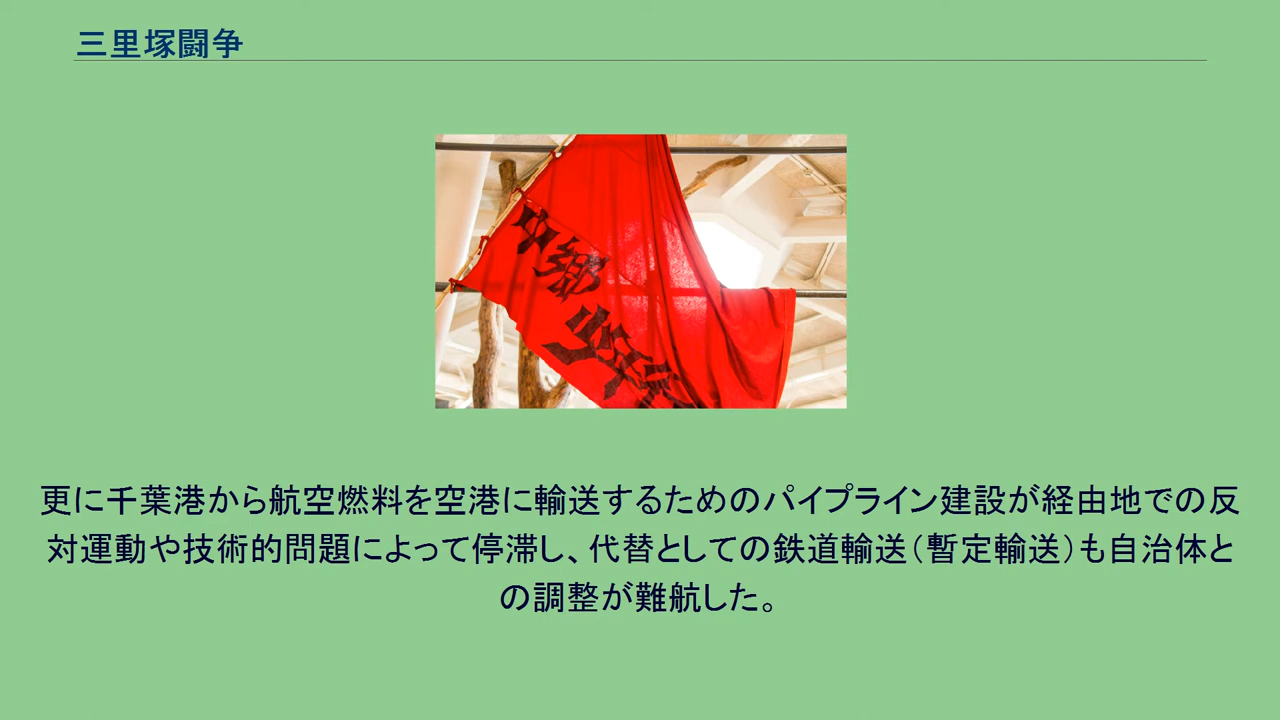 三里塚闘争
中郷
更に千葉港から航空燃料を空港に輸送するためのパイプライン建設が経由地での反
対運動や技術的問題によって停滞し、代替としての鉄道輸送（暫定輸送）も自治体と
の調整が難航した。